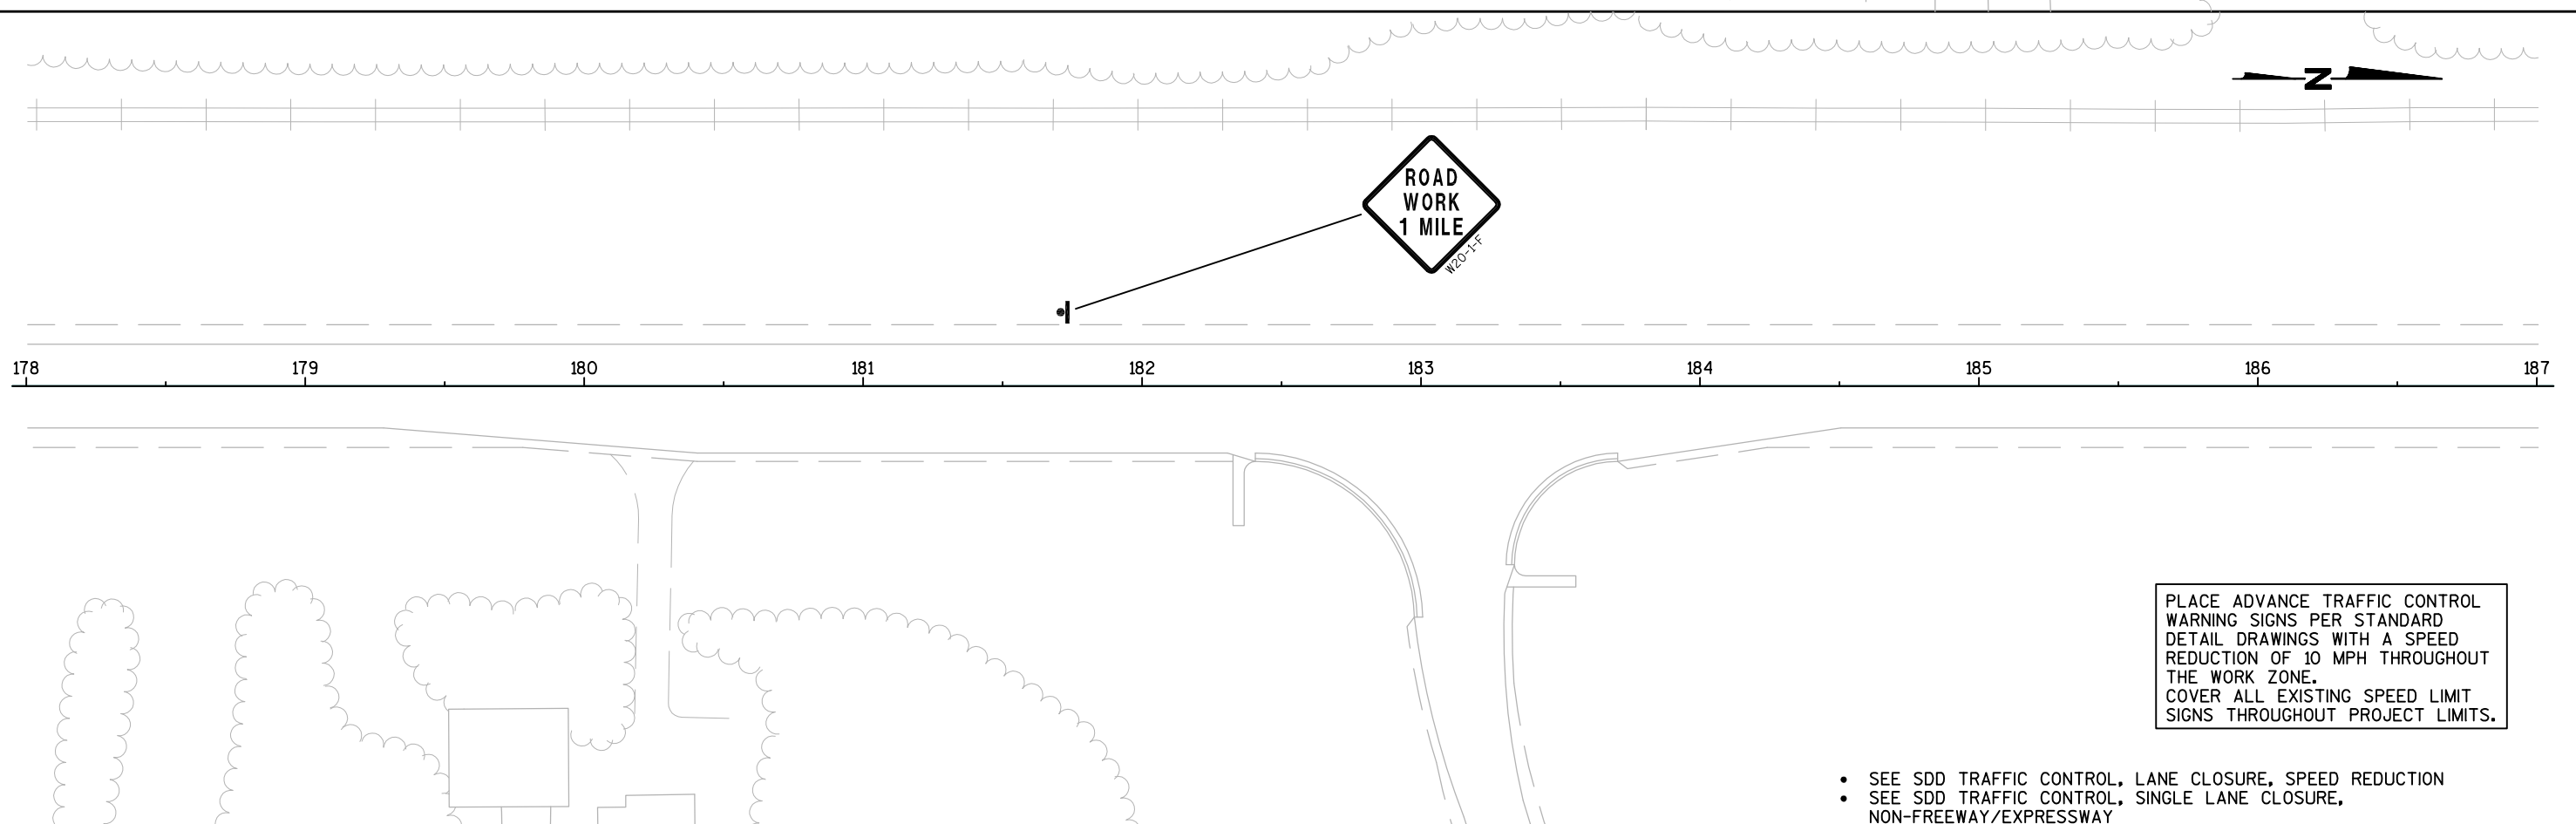 N
ROAD
WORK
1 MILE
W20-1-F
178 179 180 181 182 183 184 185 186 187
PLACE ADVANCE TRAFFIC CONTROL
WARNING SIGNS PER STANDARD
DETAIL DRAWINGS WITH A SPEED
REDUCTION OF 10 MPH THROUGHOUT
THE WORK ZONE.
COVER ALL EXISTING SPEED LIMIT
SIGNS THROUGHOUT PROJECT LIMITS.
• SEE SDD TRAFFIC CONTROL, LANE CLOSURE, SPEED REDUCTION
• SEE SDD TRAFFIC CONTROL, SINGLE LANE CLOSURE,
NON-FREEWAY/EXPRESSWAY